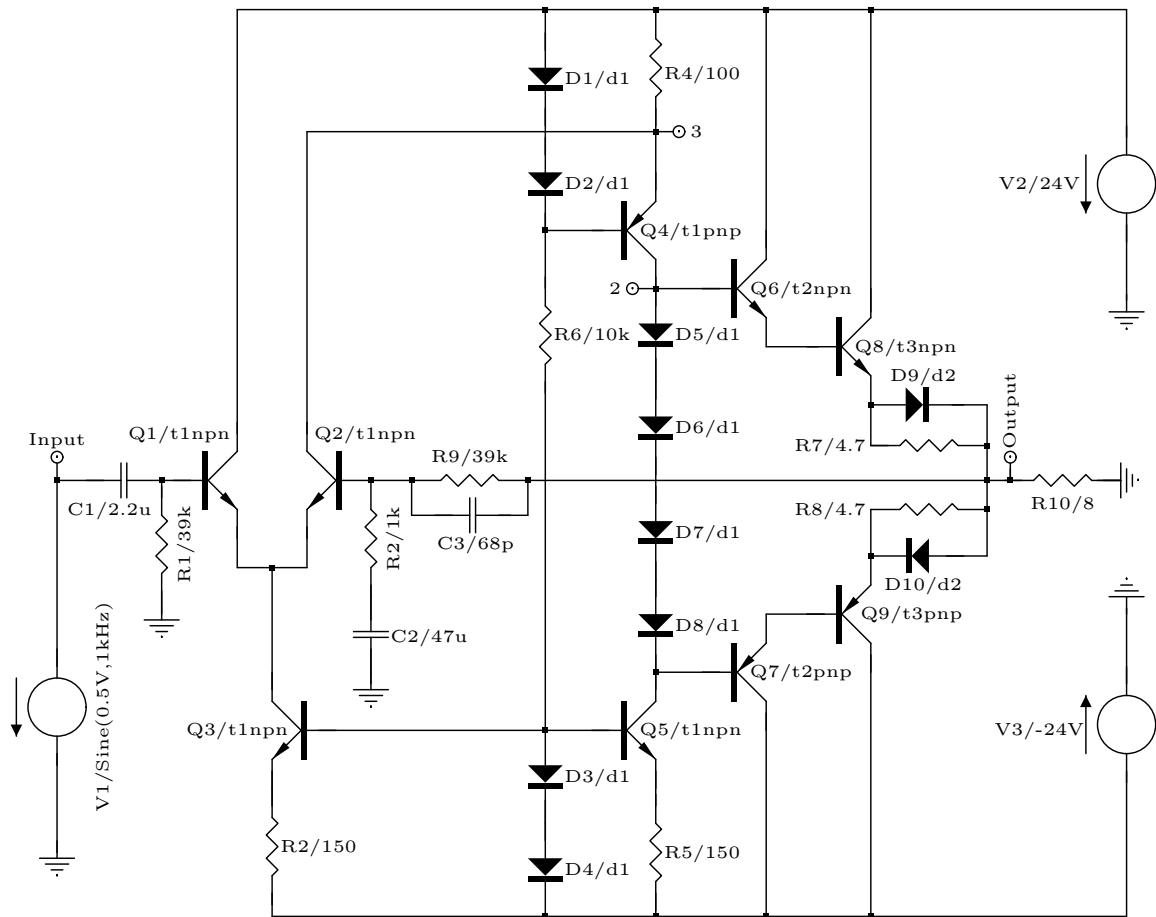 D1/d1
R4/100
3
D2/d1
V2/24V
Q4/t1pnp
2
Q6/t2npn
R6/10k
D5/d1
Q8/t3npn
D9/d2
Input
Q1/t1npn
Q2/t1npn
D6/d1
R7/4.7
Output
R9/39k
C1/2.2u
R1/39k
R2/1k
C3/68p
R10/8
R8/4.7
D7/d1
D10/d2
C2/47u
D8/d1
Q9/t3pnp
Q7/t2pnp
V1/Sine(0.5V,1kHz)
Q3/t1npn
Q5/t1npn
V3/-24V
D3/d1
R2/150
R5/150
D4/d1